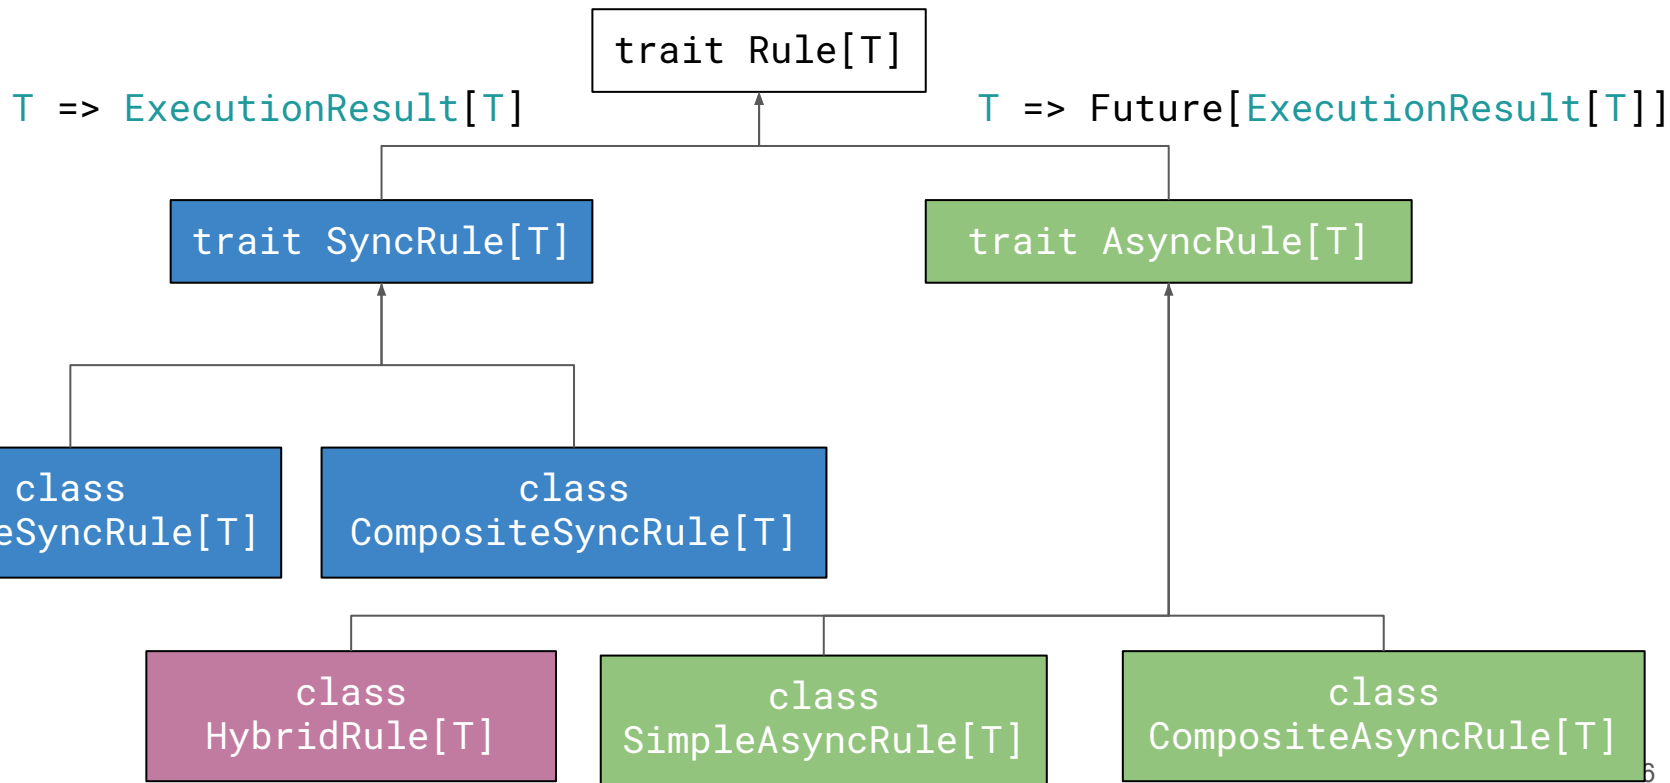 trait Rule[T]
T => ExecutionResult[T]
T => Future[ExecutionResult[T]]
trait SyncRule[T]
trait AsyncRule[T]
class
eSyncRule[T]
class
CompositeSyncRule[T]
class
HybridRule[T]
class
SimpleAsyncRule[T]
class
CompositeAsyncRule[T]
6